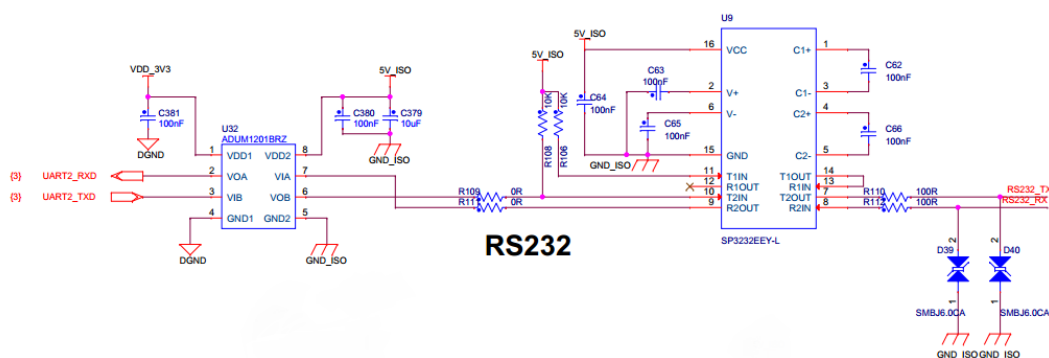 U9
5V_ISO
5V_ISO
16
VCC
C1+
1
C62
100nF
C63
100nF
2
V+
C1-
3
6
V-
C2+
4
C64
100nF
C65
100nF
C66
100nF
GND_ISO
15
GND
C2-
5
10K
10K
R108
R106
11
T1IN
T1OUT
14
12
R1OUT
R1IN
13
10
T2IN
T2OUT
7
9
R2OUT
R2IN
8
SP3232EEY-L
VDD_3V3
5V_ISO
C381
100nF
C380
100nF
C379
10uF
DGND
GND_ISO
U32
ADUM1201BRZ
1
VDD1
VDD2
8
{3}
UART2_RXD
2
VOA
VIA
7
{3}
UART2_TXD
3
VIB
VOB
6
4
GND1
GND2
5
DGND
GND_ISO
R109
0R
0R
R110
100R
R112
100R
RS232_TX
RS232_RX
RS232
D39
2
2
D40
1
1
SMBJ6.0CA
SMBJ6.0CA
GND_ISO
GND_ISO